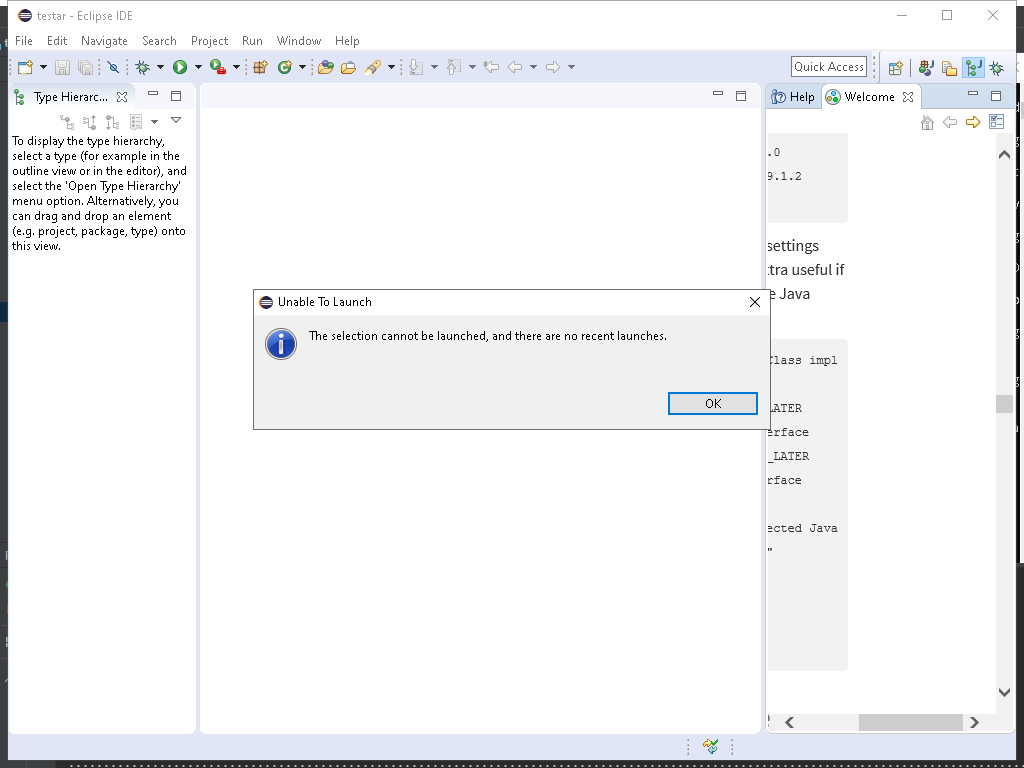 testar - Eclipse IDE
File Edit Navigate Search Project Run Window Help
Quick Access
Type Hierarc...
Help
Welcome
To display the type hierarchy,
select a type (for example in the
outline view or in the editor), and
select the 'Open Type Hierarchy'
menu option. Alternatively, you
can drag and drop an element
(e.g. project, package, type) onto
this view.
.0
9.1.2
settings
tra useful if
e Java
Unable To Launch
The selection cannot be launched, and there are no recent launches.
OK
Class impl
LATER
erface
_LATER
rface
ected Java
"